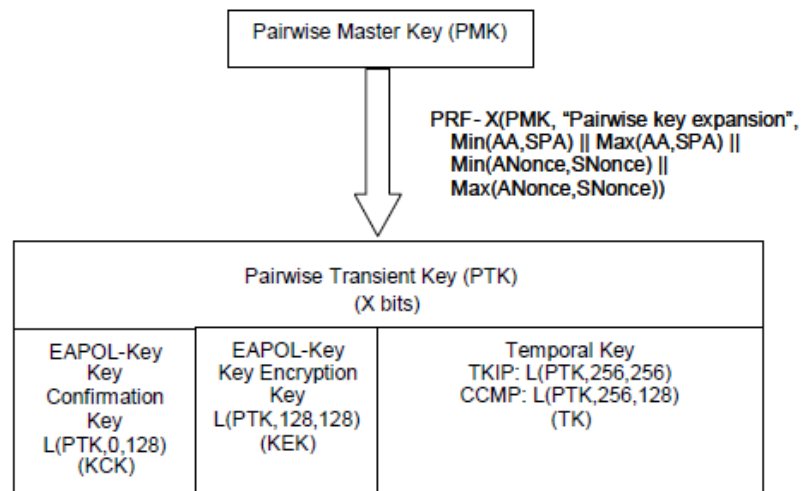 Pairwise Master Key (PMK)
PRF- X(PMK, “Pairwise key expansion”,
Min(AA,SPA) || Max(AA,SPA) ||
Min(ANonce,SNonce) ||
Max(ANonce,SNonce))
Pairwise Transient Key (PTK)
(X bits)
EAPOL-Key
Key
Confirmation
Key
L(PTK,0,128)
(KCK)
EAPOL-Key
Key Encryption
Key
L(PTK,128,128)
(KEK)
Temporal Key
TKIP: L(PTK,256,256)
CCMP: L(PTK,256,128)
(TK)